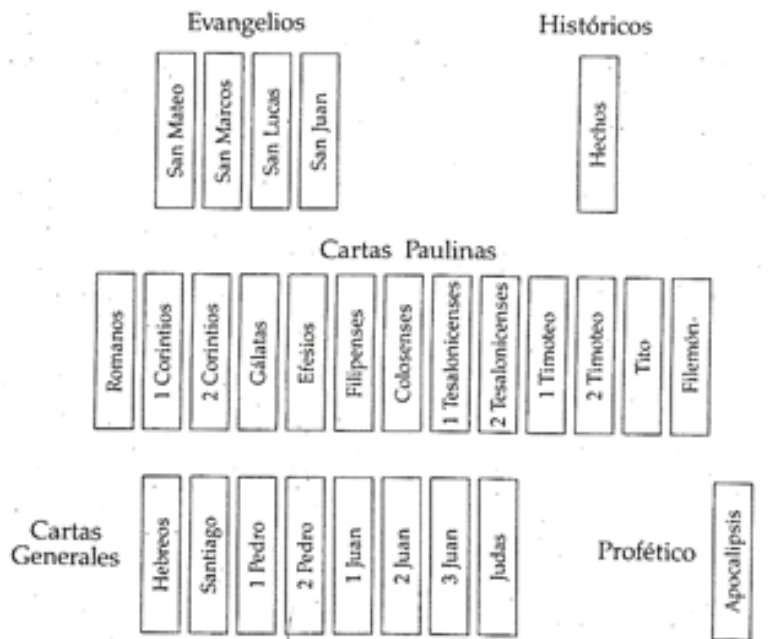 Evangelios
Históricos
San Mateo
San Marcos
San Lucas
San Juan
Hechos
Cartas Paulinas
Romanos
1 Corintios
2 Corintios
Gálatas
Efesios
Filipenses
Colosenses
1 Tesalonicenses
2 Tesalonicenses
1 Timoteo
2 Timoteo
Tito
Filemón
Cartas
Generales
Hebreos
Santiago
1 Pedro
2 Pedro
1 Juan
2 Juan
3 Juan
Judas
Profético
Apocalipsis